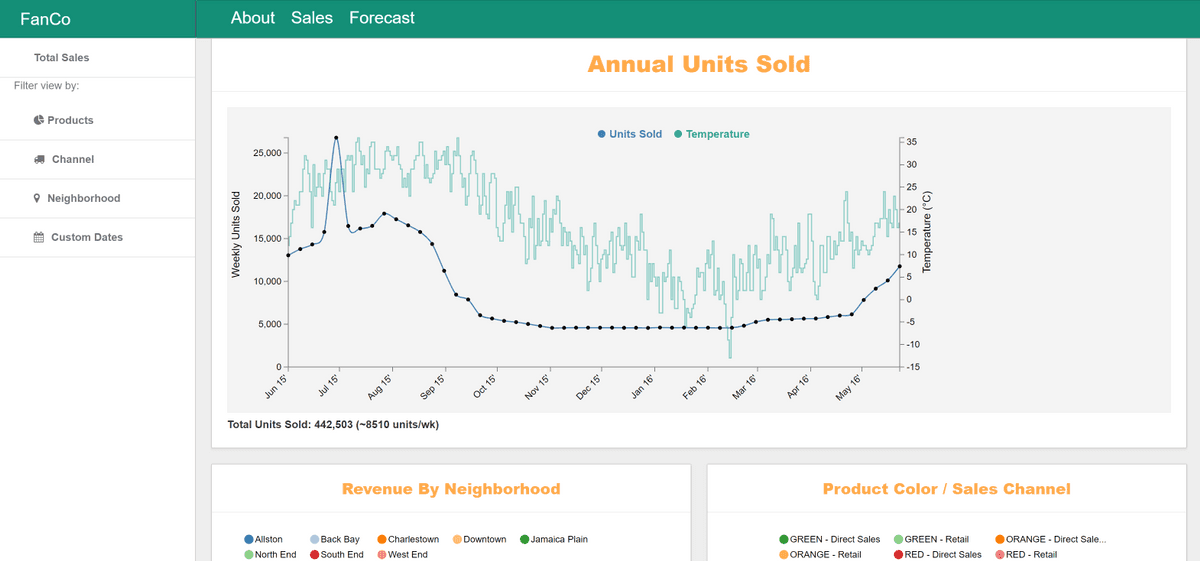 FanCo
About Sales Forecast
Total Sales
Filter view by:
Products
Channel
Neighborhood
Custom Dates
Annual Units Sold
Units Sold Temperature
Weekly Units Sold
25,000
20,000
15,000
10,000
5,000
0
35
30
25
20
15
10
5
0
-5
-10
-15
Temperature (°C)
Jun 15' Jul 15' Aug 15' Sep 15' Oct 15' Nov 15' Dec 15' Jan 16' Feb 16' Mar 16' Apr 16' May 16'
Total Units Sold: 442,503 (~8510 units/wk)
Revenue By Neighborhood
Allston Back Bay Charlestown Downtown Jamaica Plain
North End South End West End
Product Color / Sales Channel
GREEN - Direct Sales GREEN - Retail ORANGE - Direct Sale...
ORANGE - Retail RED - Direct Sales RED - Retail